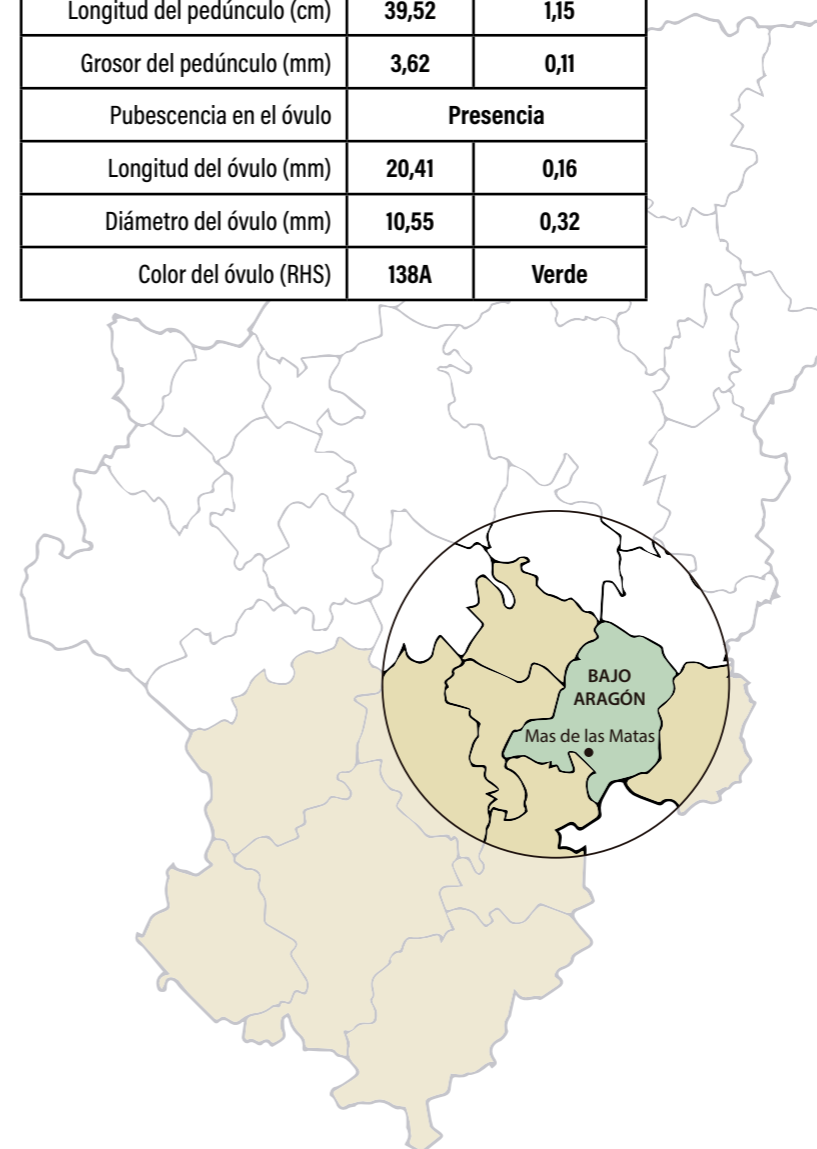 Longitud del pedúnculo (cm) 39,52 1,15
Grosor del pedúnculo (mm) 3,62 0,11
Pubescencia en el óvulo Presencia
Longitud del óvulo (mm) 20,41 0,16
Diámetro del óvulo (mm) 10,55 0,32
Color del óvulo (RHS) 138A Verde
BAJO
ARAGÓN
Mas de las Matas